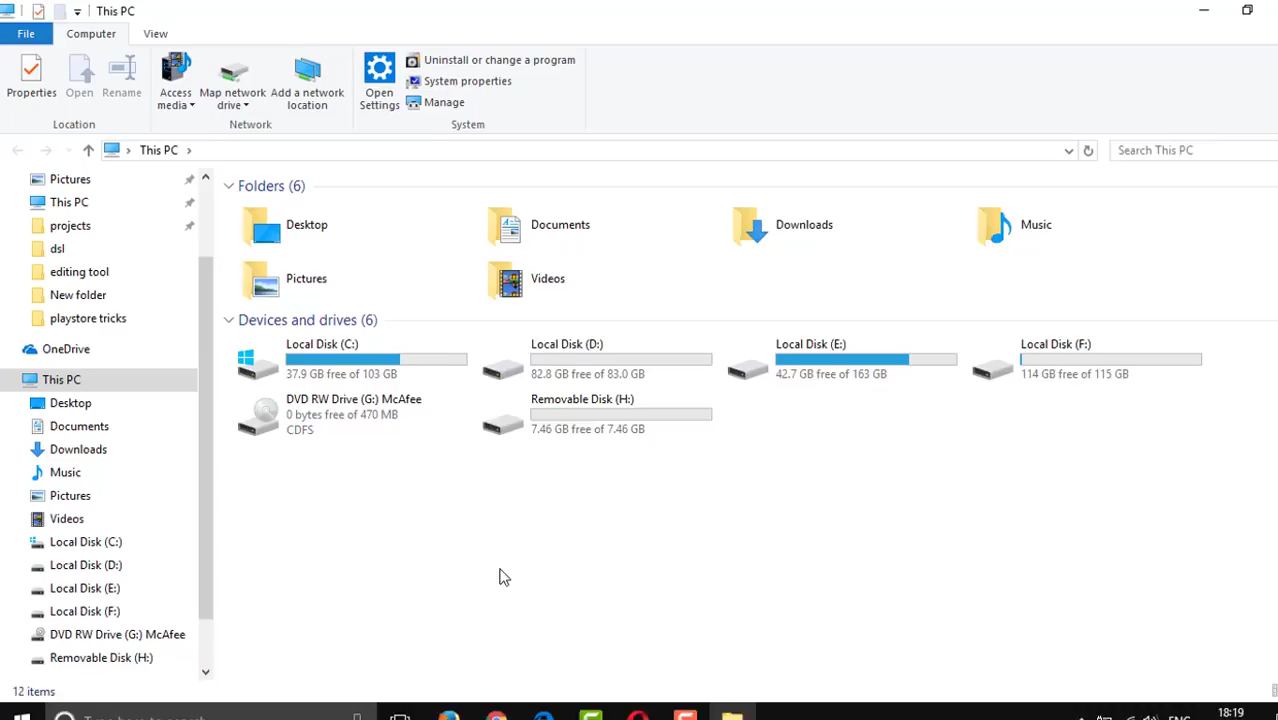 This PC
File
Computer
View
Properties
Open
Rename
Access media
Map network drive
Add a network location
Open Settings
Uninstall or change a program
System properties
Manage
Location
Network
System
This PC
Search This PC
Pictures
This PC
projects
dsl
editing tool
New folder
playstore tricks
OneDrive
This PC
Desktop
Documents
Downloads
Music
Pictures
Videos
Local Disk (C:)
Local Disk (D:)
Local Disk (E:)
Local Disk (F:)
DVD RW Drive (G:) McAfee
Removable Disk (H:)
Folders (6)
Desktop
Documents
Downloads
Music
Pictures
Videos
Devices and drives (6)
Local Disk (C:)
37.9 GB free of 103 GB
Local Disk (D:)
82.8 GB free of 83.0 GB
Local Disk (E:)
42.7 GB free of 163 GB
Local Disk (F:)
114 GB free of 115 GB
DVD RW Drive (G:) McAfee
0 bytes free of 470 MB
CDFS
Removable Disk (H:)
7.46 GB free of 7.46 GB
12 items
Type here to search
ENG
18:19